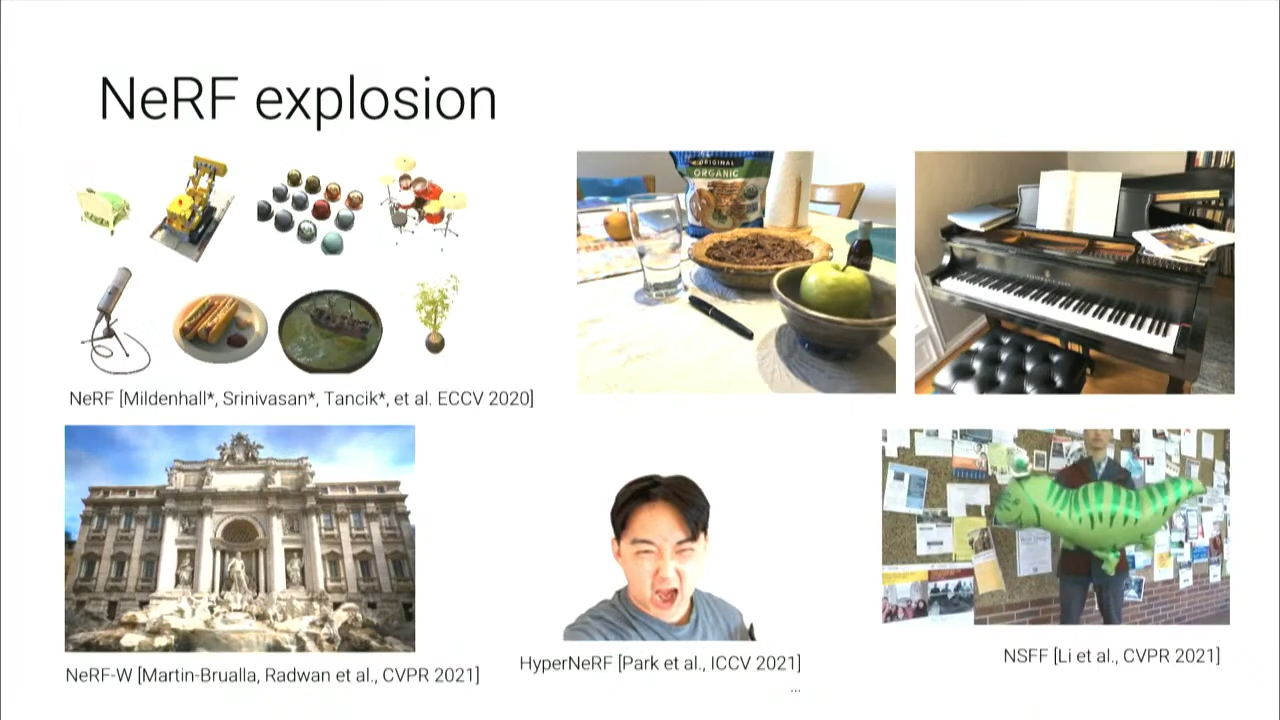 NeRF explosion
ORIGINAL
ORGANIC
NeRF [Mildenhall*, Srinivasan*, Tancik*, et al. ECCV 2020]
NeRF-W [Martin-Brualla, Radwan et al., CVPR 2021]
HyperNeRF [Park et al., ICCV 2021]
...
NSFF [Li et al., CVPR 2021]